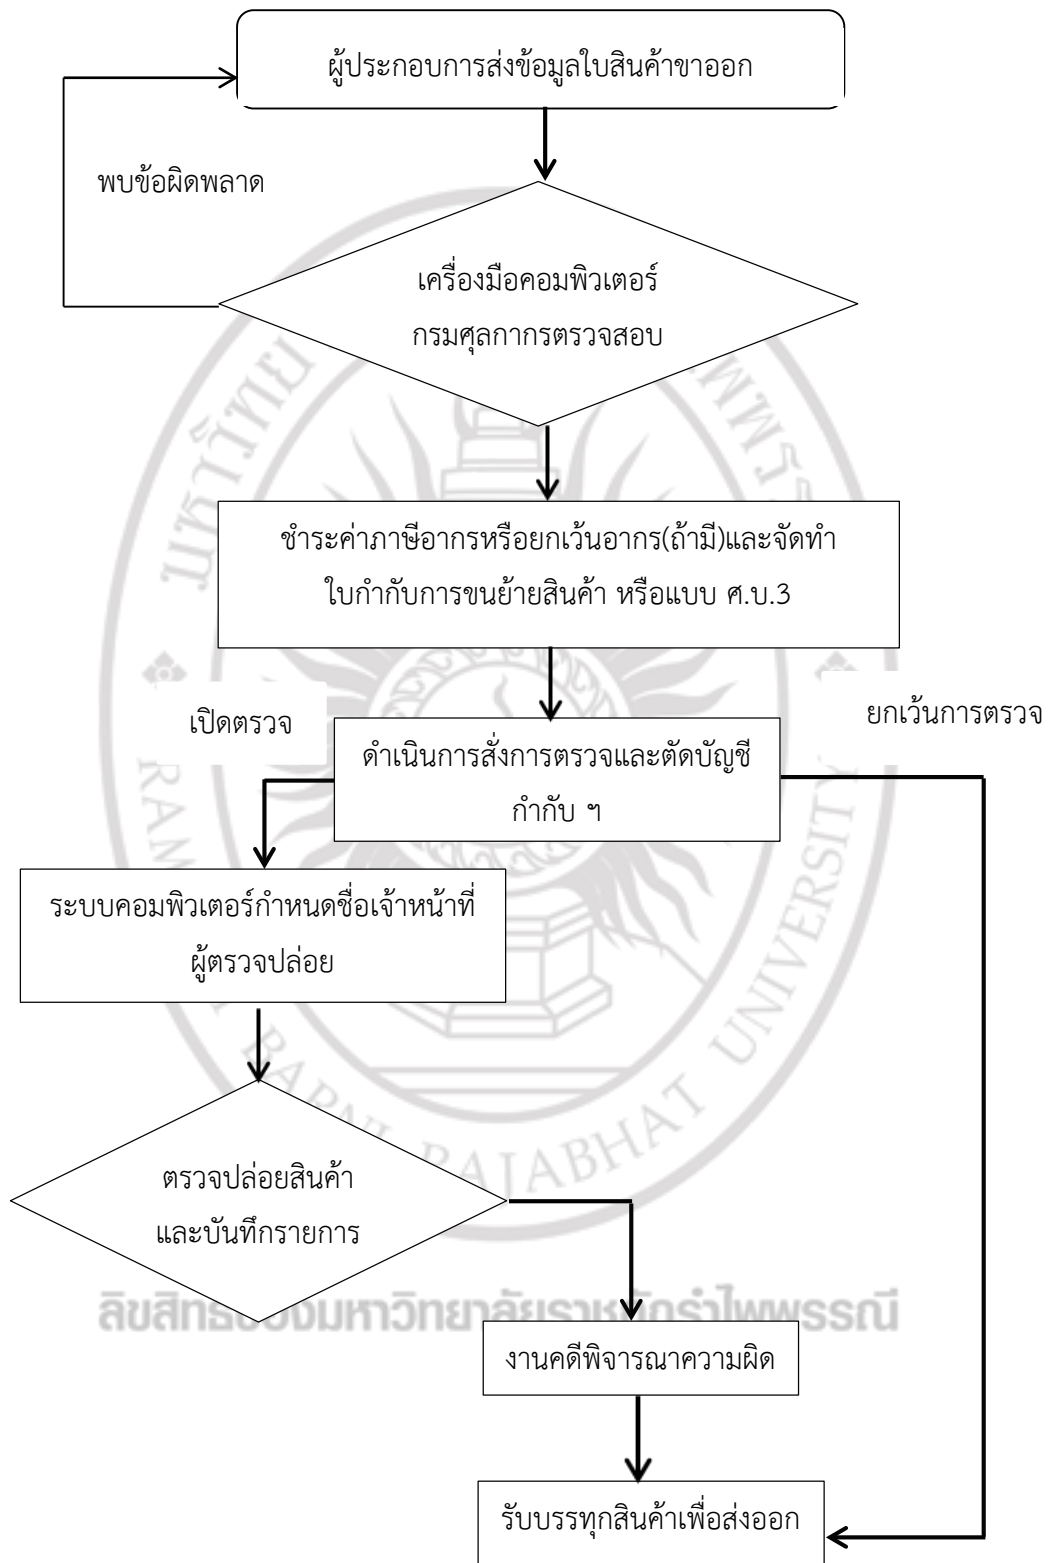 ผู้ประกอบการส่งข้อมูลใบสินค้าขาออก
พบข้อผิดพลาด
เครื่องมือคอมพิวเตอร์
กรมศุลกากรตรวจสอบ
ชำระค่าภาษีอากรหรือยกเว้นอากร(ถ้ามี)และจัดทำ
ใบกำกับการขนย้ายสินค้า หรือแบบ ศ.บ.3
เปิดตรวจ
ยกเว้นการตรวจ
ดำเนินการสั่งการตรวจและตัดบัญชี
กำกับ ฯ
ระบบคอมพิวเตอร์กำหนดชื่อเจ้าหน้าที่
ผู้ตรวจปล่อย
ตรวจปล่อยสินค้า
และบันทึกรายการ
งานคดีพิจารณาความผิด
รับบรรทุกสินค้าเพื่อส่งออก
RAJABHAT UNIVERSITY